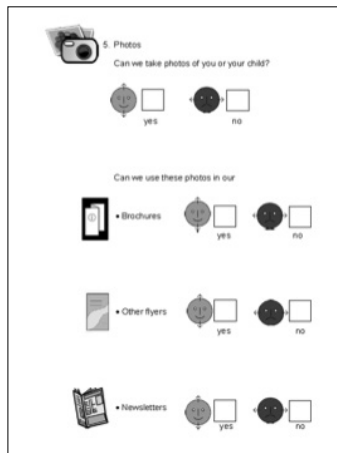 5. Photos
Can we take photos of you or your child?
yes no
Can we use these photos in our
• Brochures
yes no
• Other flyers
yes no
• Newsletters
yes no